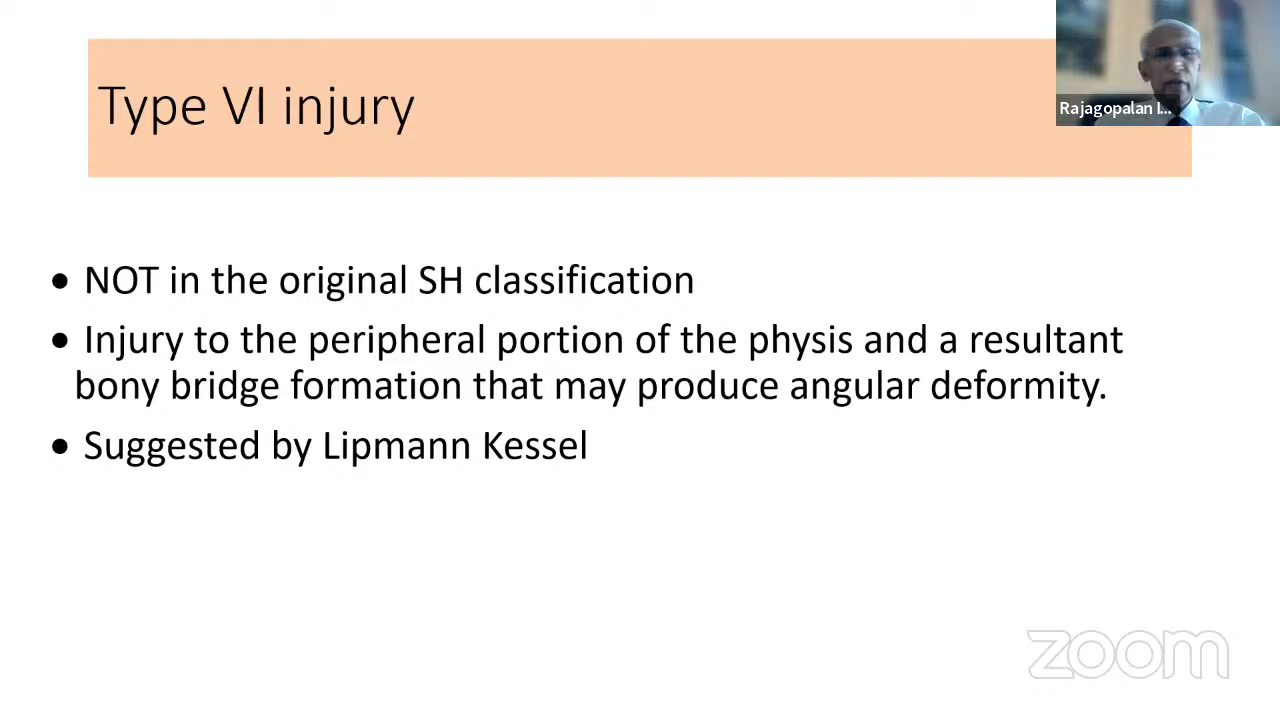 Type VI injury
Rajagopalan I...
• NOT in the original SH classification
• Injury to the peripheral portion of the physis and a resultant
bony bridge formation that may produce angular deformity.
• Suggested by Lipmann Kessel
zoom